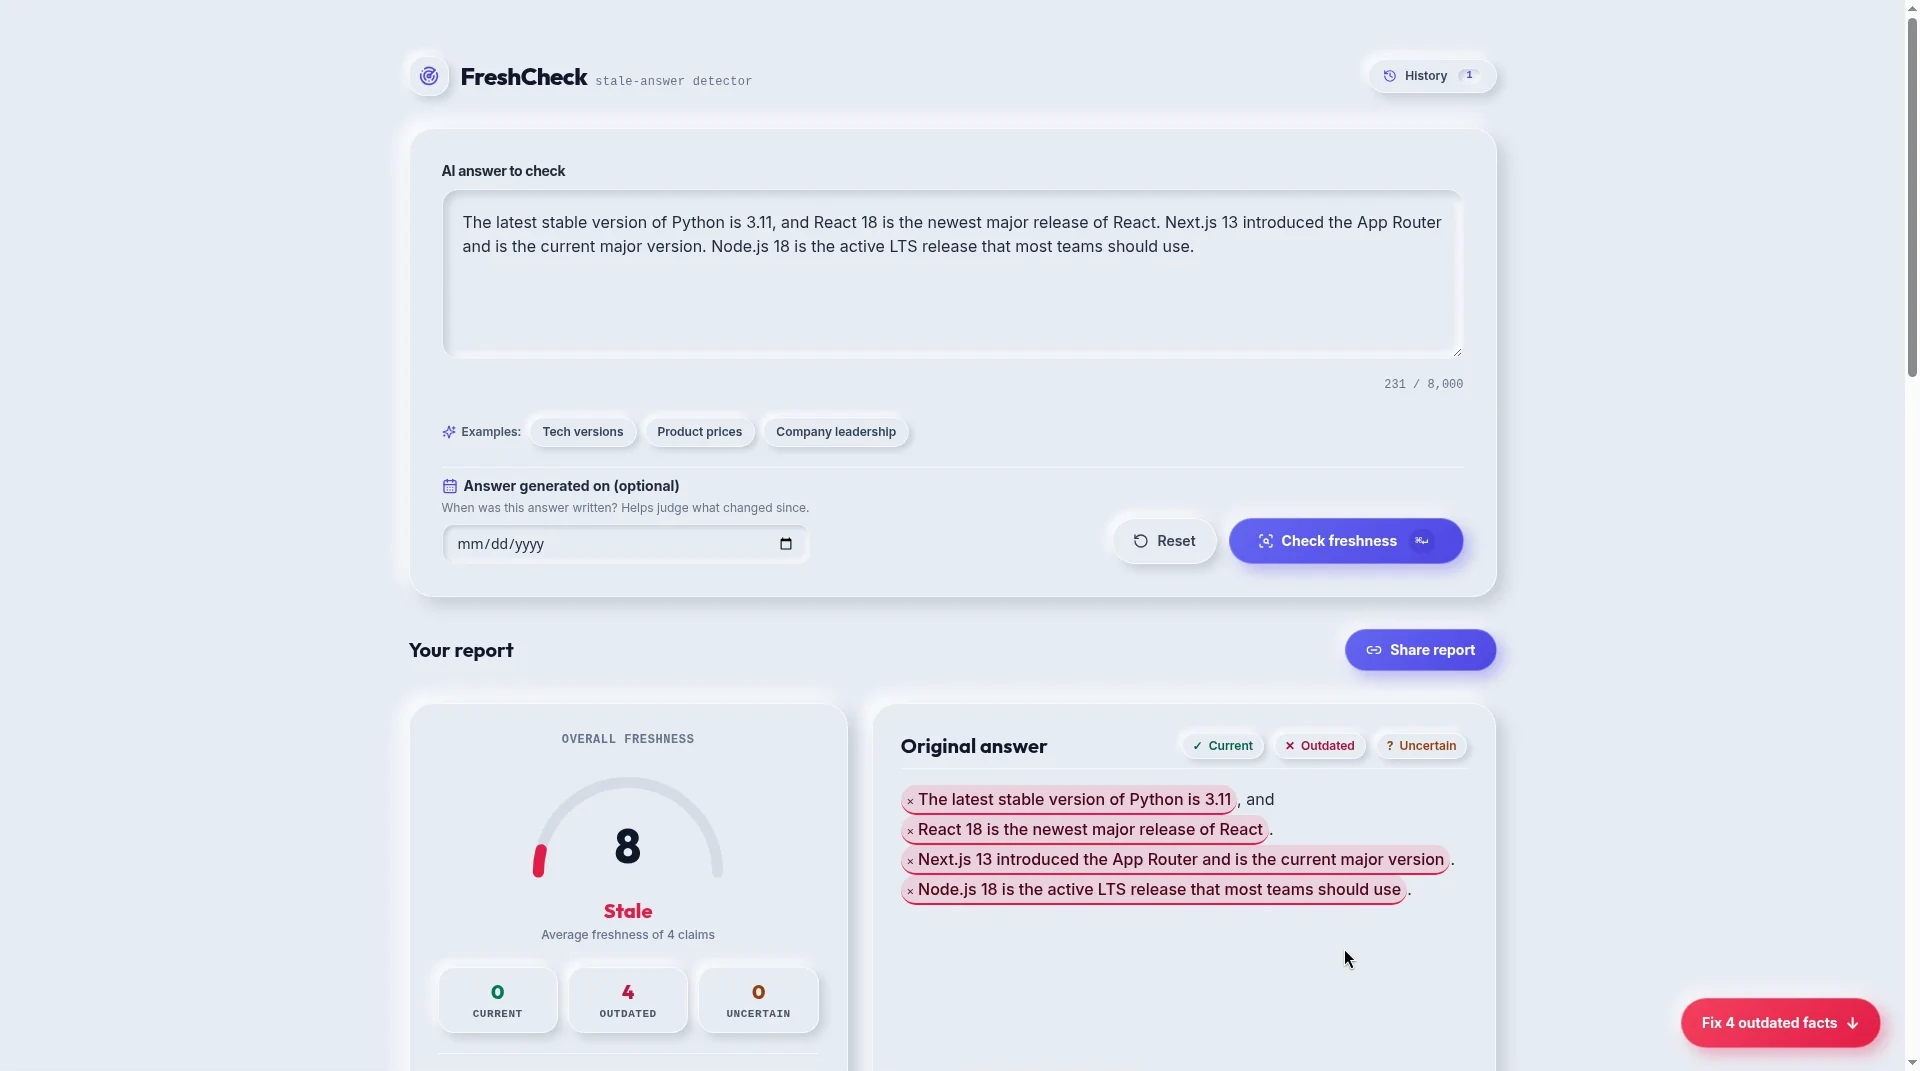 FreshCheck stale-answer detector
History 1
AI answer to check
The latest stable version of Python is 3.11, and React 18 is the newest major release of React. Next.js 13 introduced the App Router
and is the current major version. Node.js 18 is the active LTS release that most teams should use.
231 / 8,000
Examples: Tech versions Product prices Company leadership
Answer generated on (optional)
When was this answer written? Helps judge what changed since.
mm/dd/yyyy
Reset
Check freshness ⌘↵
Your report
Share report
OVERALL FRESHNESS
8
Stale
Average freshness of 4 claims
0 CURRENT
4 OUTDATED
0 UNCERTAIN
Original answer
✓ Current × Outdated ? Uncertain
× The latest stable version of Python is 3.11 , and
× React 18 is the newest major release of React .
× Next.js 13 introduced the App Router and is the current major version .
× Node.js 18 is the active LTS release that most teams should use .
Fix 4 outdated facts ↓